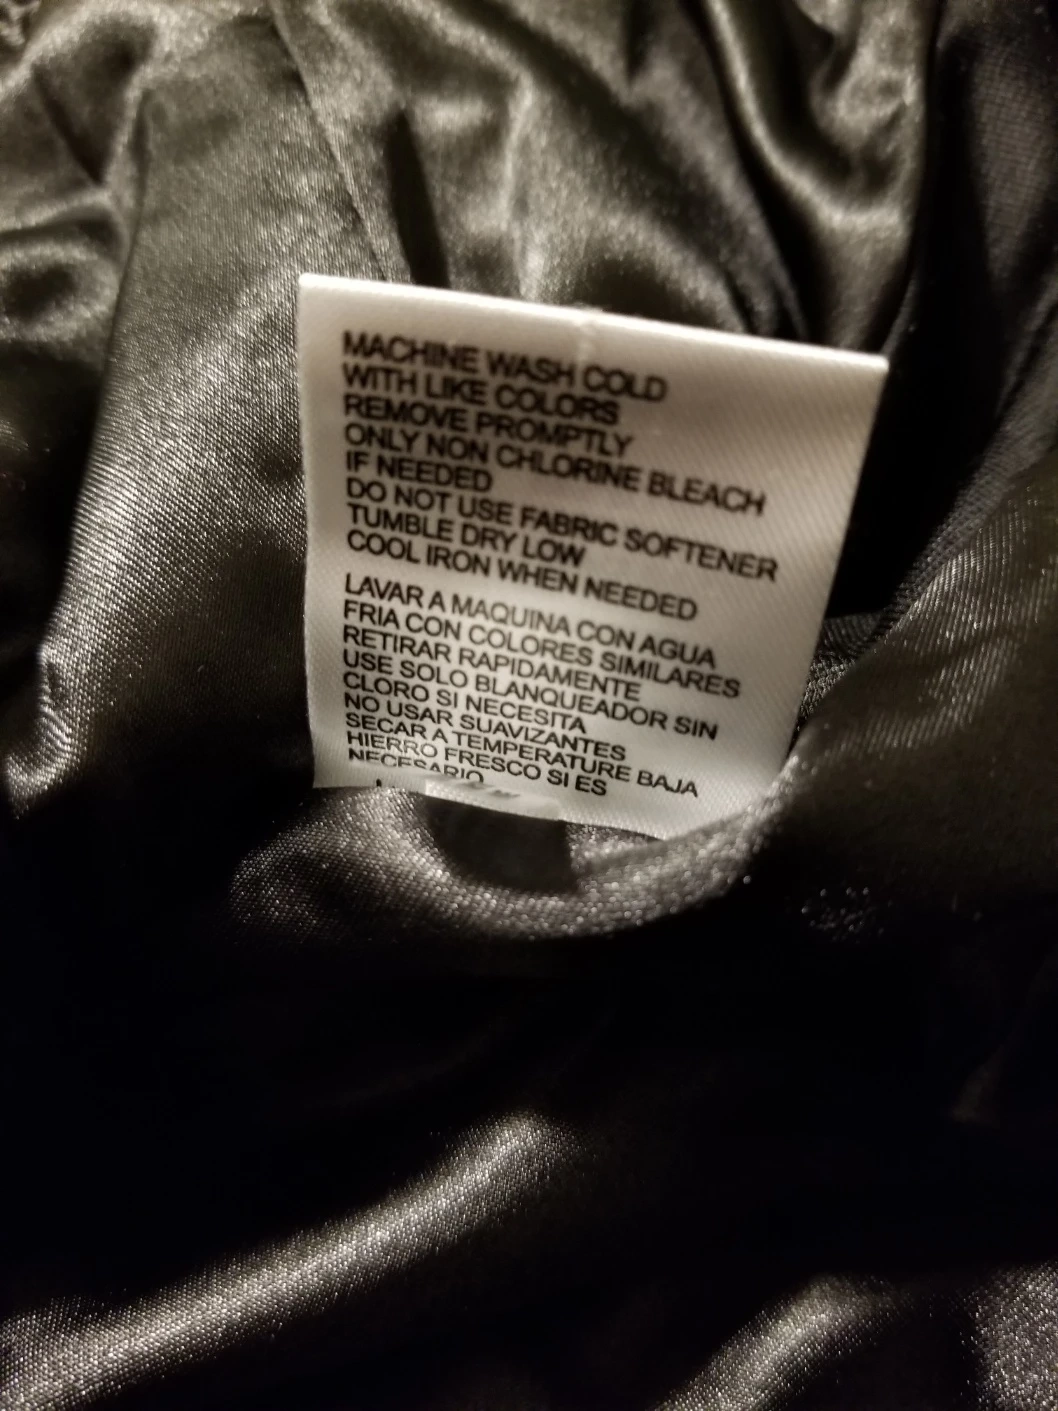 MACHINE WASH COLD
WITH LIKE COLORS
REMOVE PROMPTLY
ONLY NON CHLORINE BLEACH
IF NEEDED
DO NOT USE FABRIC SOFTENER
TUMBLE DRY LOW
COOL IRON WHEN NEEDED
LAVAR A MAQUINA CON AGUA
FRIA CON COLORES SIMILARES
RETIRAR RAPIDAMENTE
USE SOLO BLANQUEADOR SIN
CLORO SI NECESITA
NO USAR SUAVIZANTES
SECAR A TEMPERATURE BAJA
HIERRO FRESCO SI ES
NECESARIO